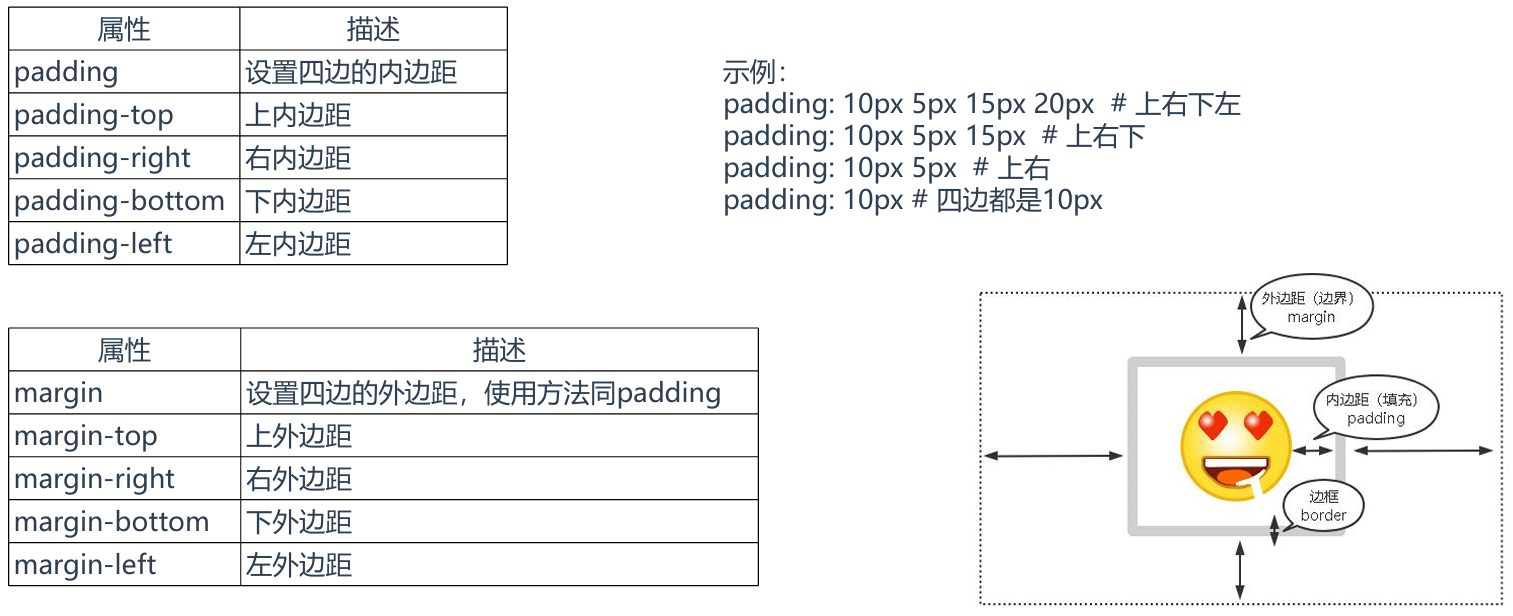 属性 描述
padding 设置四边的内边距
padding-top 上内边距
padding-right 右内边距
padding-bottom 下内边距
padding-left 左内边距
示例：
padding: 10px 5px 15px 20px # 上右下左
padding: 10px 5px 15px # 上右下
padding: 10px 5px # 上右
padding: 10px # 四边都是10px
属性 描述
margin 设置四边的外边距，使用方法同padding
margin-top 上外边距
margin-right 右外边距
margin-bottom 下外边距
margin-left 左外边距
外边距（边界）
margin
内边距（填充）
padding
边框
border